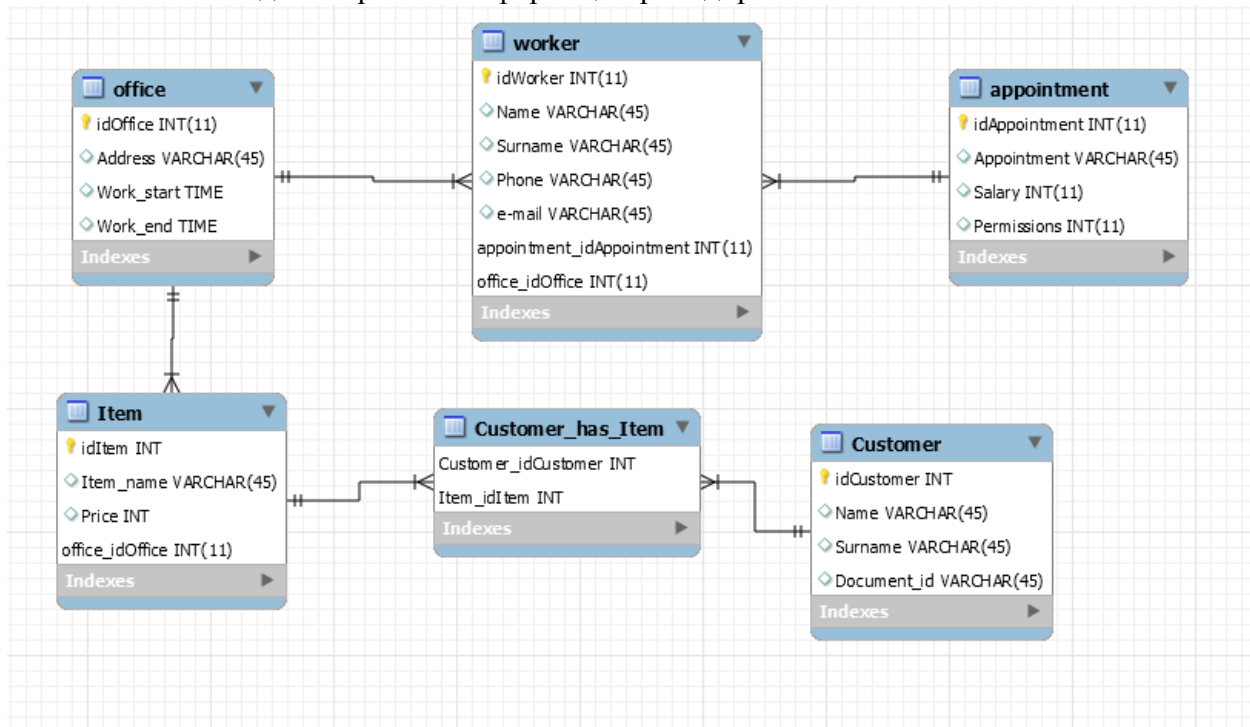 office
idOffice INT(11)
Address VARCHAR(45)
Work_start TIME
Work_end TIME
Indexes
worker
idWorker INT(11)
Name VARCHAR(45)
Surname VARCHAR(45)
Phone VARCHAR(45)
e-mail VARCHAR(45)
appointment_idAppointment INT(11)
office_idOffice INT(11)
Indexes
appointment
idAppointment INT(11)
Appointment VARCHAR(45)
Salary INT(11)
Permissions INT(11)
Indexes
Item
idItem INT
Item_name VARCHAR(45)
Price INT
office_idOffice INT(11)
Indexes
Customer_has_Item
Customer_idCustomer INT
Item_idItem INT
Indexes
Customer
idCustomer INT
Name VARCHAR(45)
Surname VARCHAR(45)
Document_id VARCHAR(45)
Indexes